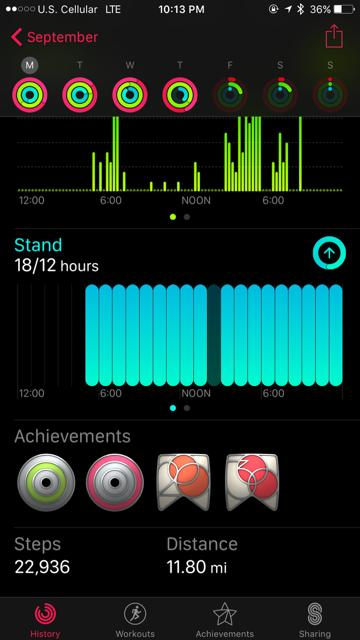 U.S. Cellular LTE 10:13 PM 36%
September
M T W T F S S
12:00 6:00 NOON 6:00
Stand
18/12 hours
12:00 6:00 NOON 6:00
Achievements
Steps Distance
22,936 11.80 mi
History Workouts Achievements Sharing